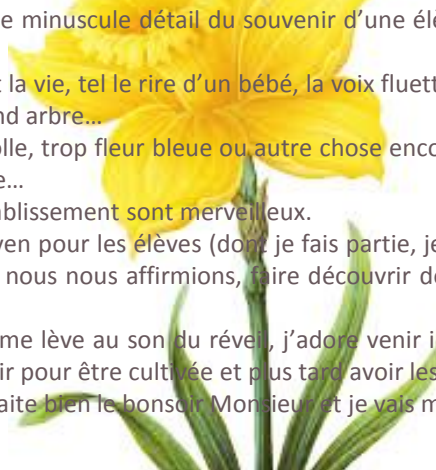 e minuscule détail du souvenir d’une élè
t la vie, tel le rire d’un bébé, la voix fluett
nd arbre…
olle, trop fleur bleue ou autre chose enco
e…
ablissement sont merveilleux.
yen pour les élèves (dont je fais partie, je
nous nous affirmions, faire découvrir de
me lève au son du réveil, j’adore venir i
ir pour être cultivée et plus tard avoir les
aite bien le bonsoir Monsieur et je vais m